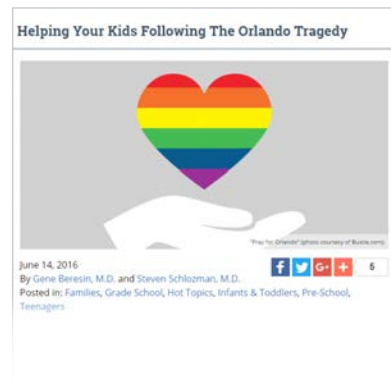 Helping Your Kids Following The Orlando Tragedy
"Pray for Orlando" (photo courtesy of Bustle.com)
June 14, 2016
5
By Gene Beresin, M.D. and Steven Schlozman, M.D.
Posted in: Families, Grade School, Hot Topics, Infants & Toddlers, Pre-School,
Teenagers